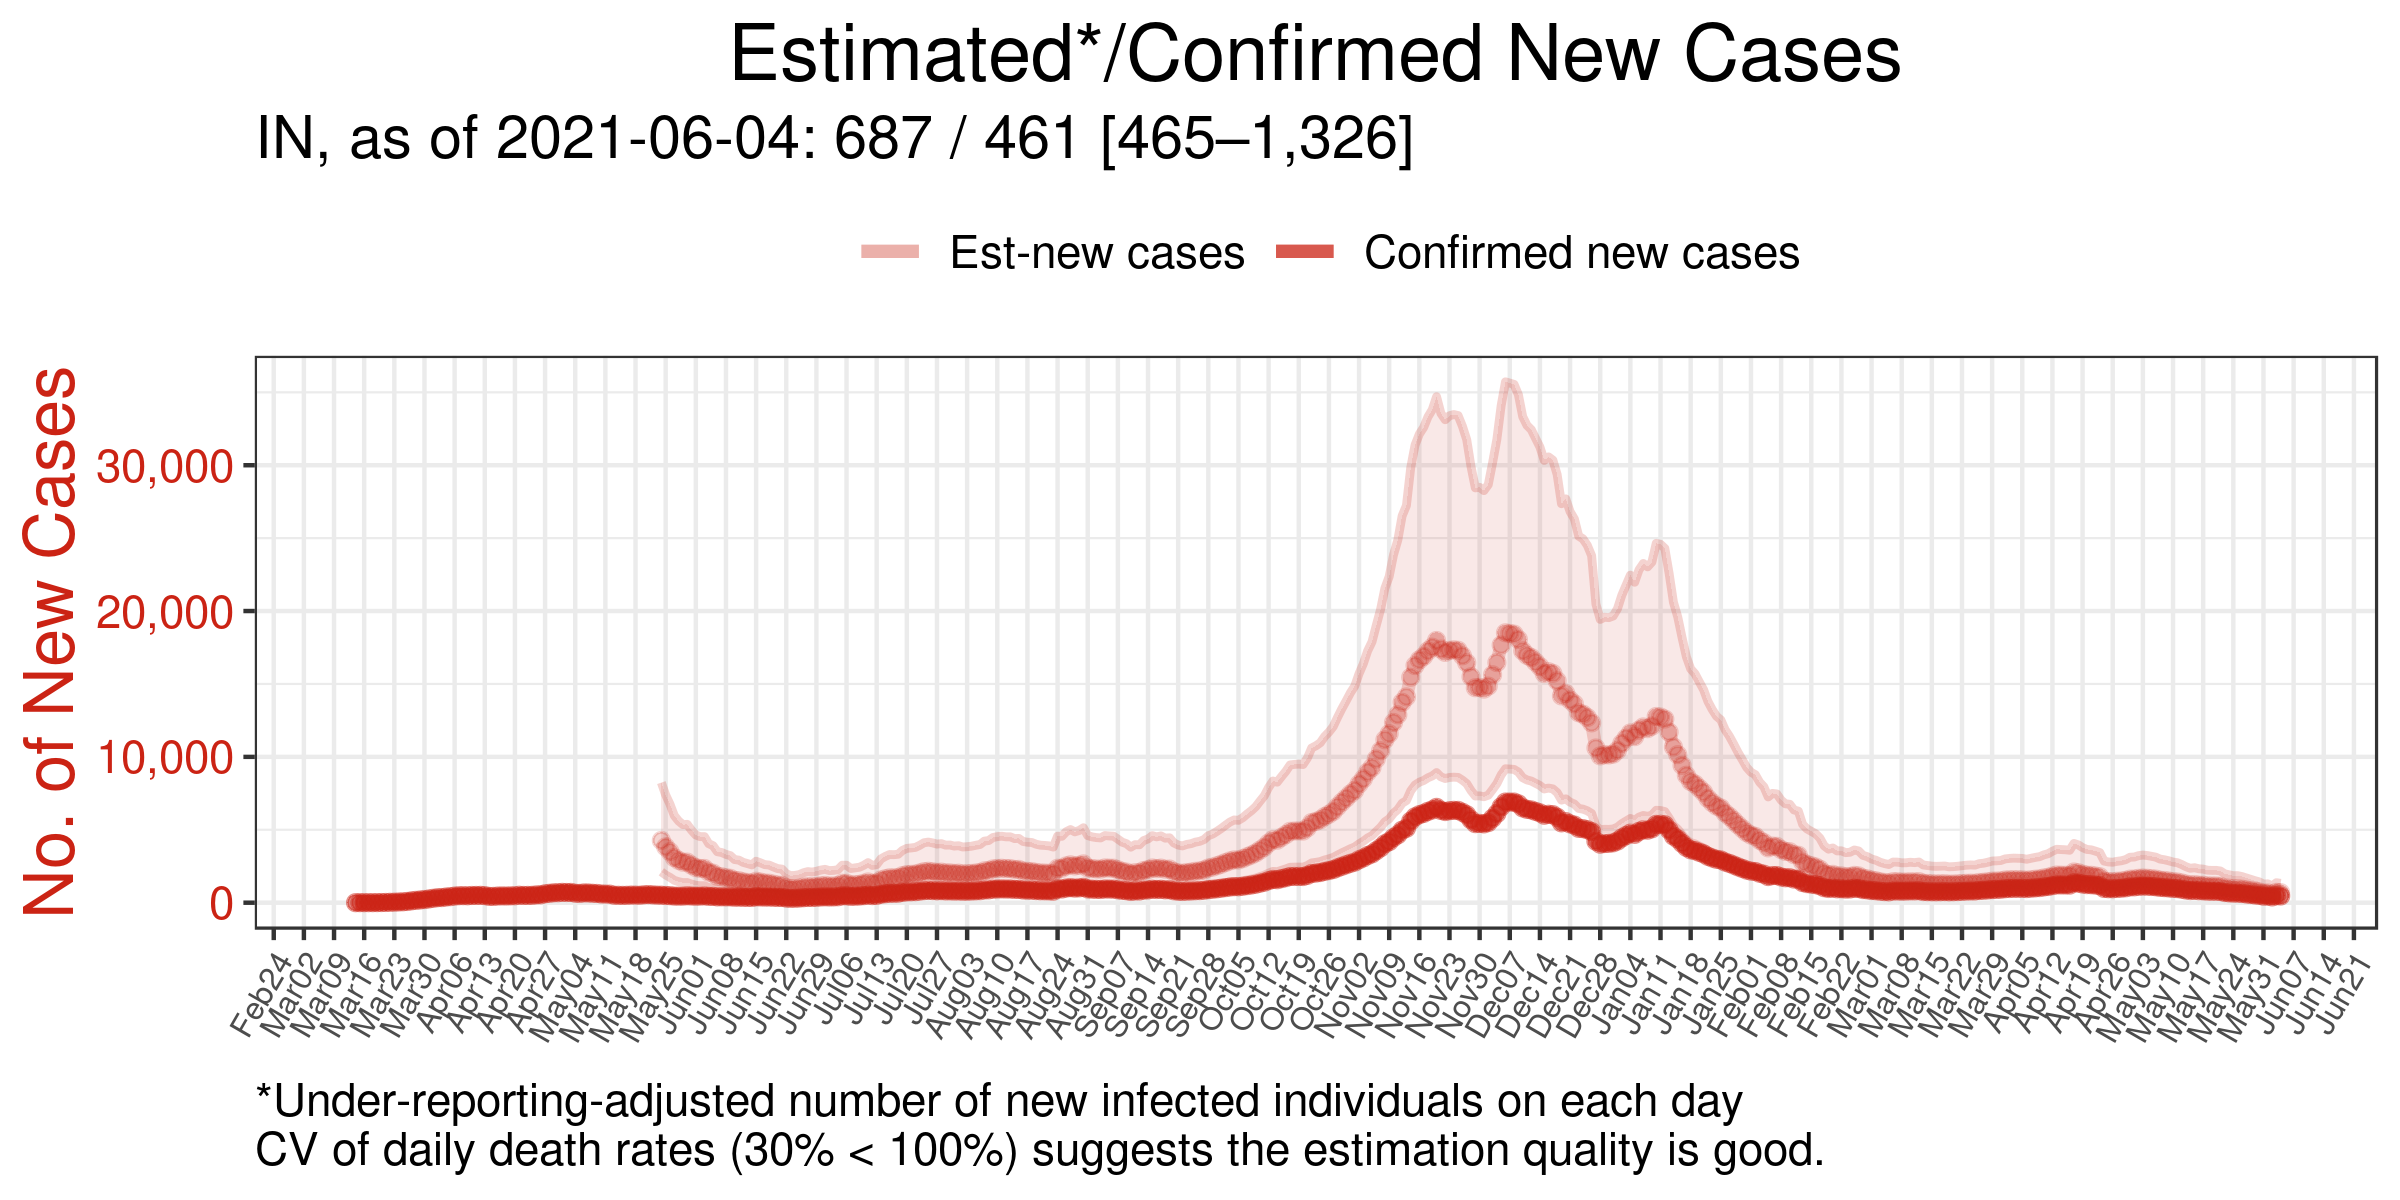 Estimated*/Confirmed New Cases
IN, as of 2021-06-04: 687 / 461 [465–1,326]
Est-new cases
Confirmed new cases
No. of New Cases
30,000
20,000
10,000
0
Feb24
Mar02
Mar09
Mar16
Mar23
Mar30
Apr06
Apr13
Apr20
Apr27
May04
May11
May18
May25
Jun01
Jun08
Jun15
Jun22
Jun29
Jul06
Jul13
Jul20
Jul27
Aug03
Aug10
Aug17
Aug24
Aug31
Sep07
Sep14
Sep21
Sep28
Oct05
Oct12
Oct19
Oct26
Nov02
Nov09
Nov16
Nov23
Nov30
Dec07
Dec14
Dec21
Dec28
Jan04
Jan11
Jan18
Jan25
Feb01
Feb08
Feb15
Feb22
Mar01
Mar08
Mar15
Mar22
Mar29
Apr05
Apr12
Apr19
Apr26
May03
May10
May17
May24
May31
Jun07
Jun14
Jun21
*Under-reporting-adjusted number of new infected individuals on each day
CV of daily death rates (30% < 100%) suggests the estimation quality is good.